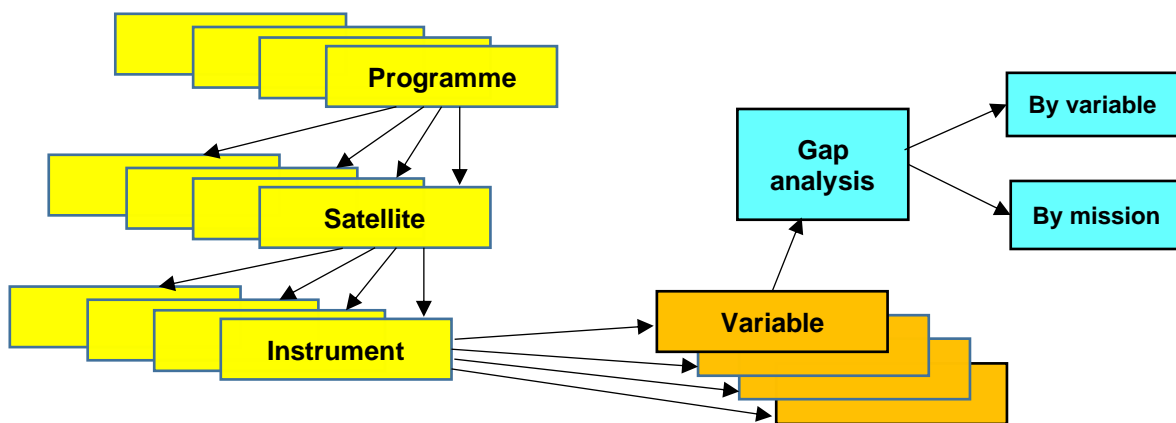 Programme
By variable
Gap
analysis
Satellite
By mission
Variable
Instrument